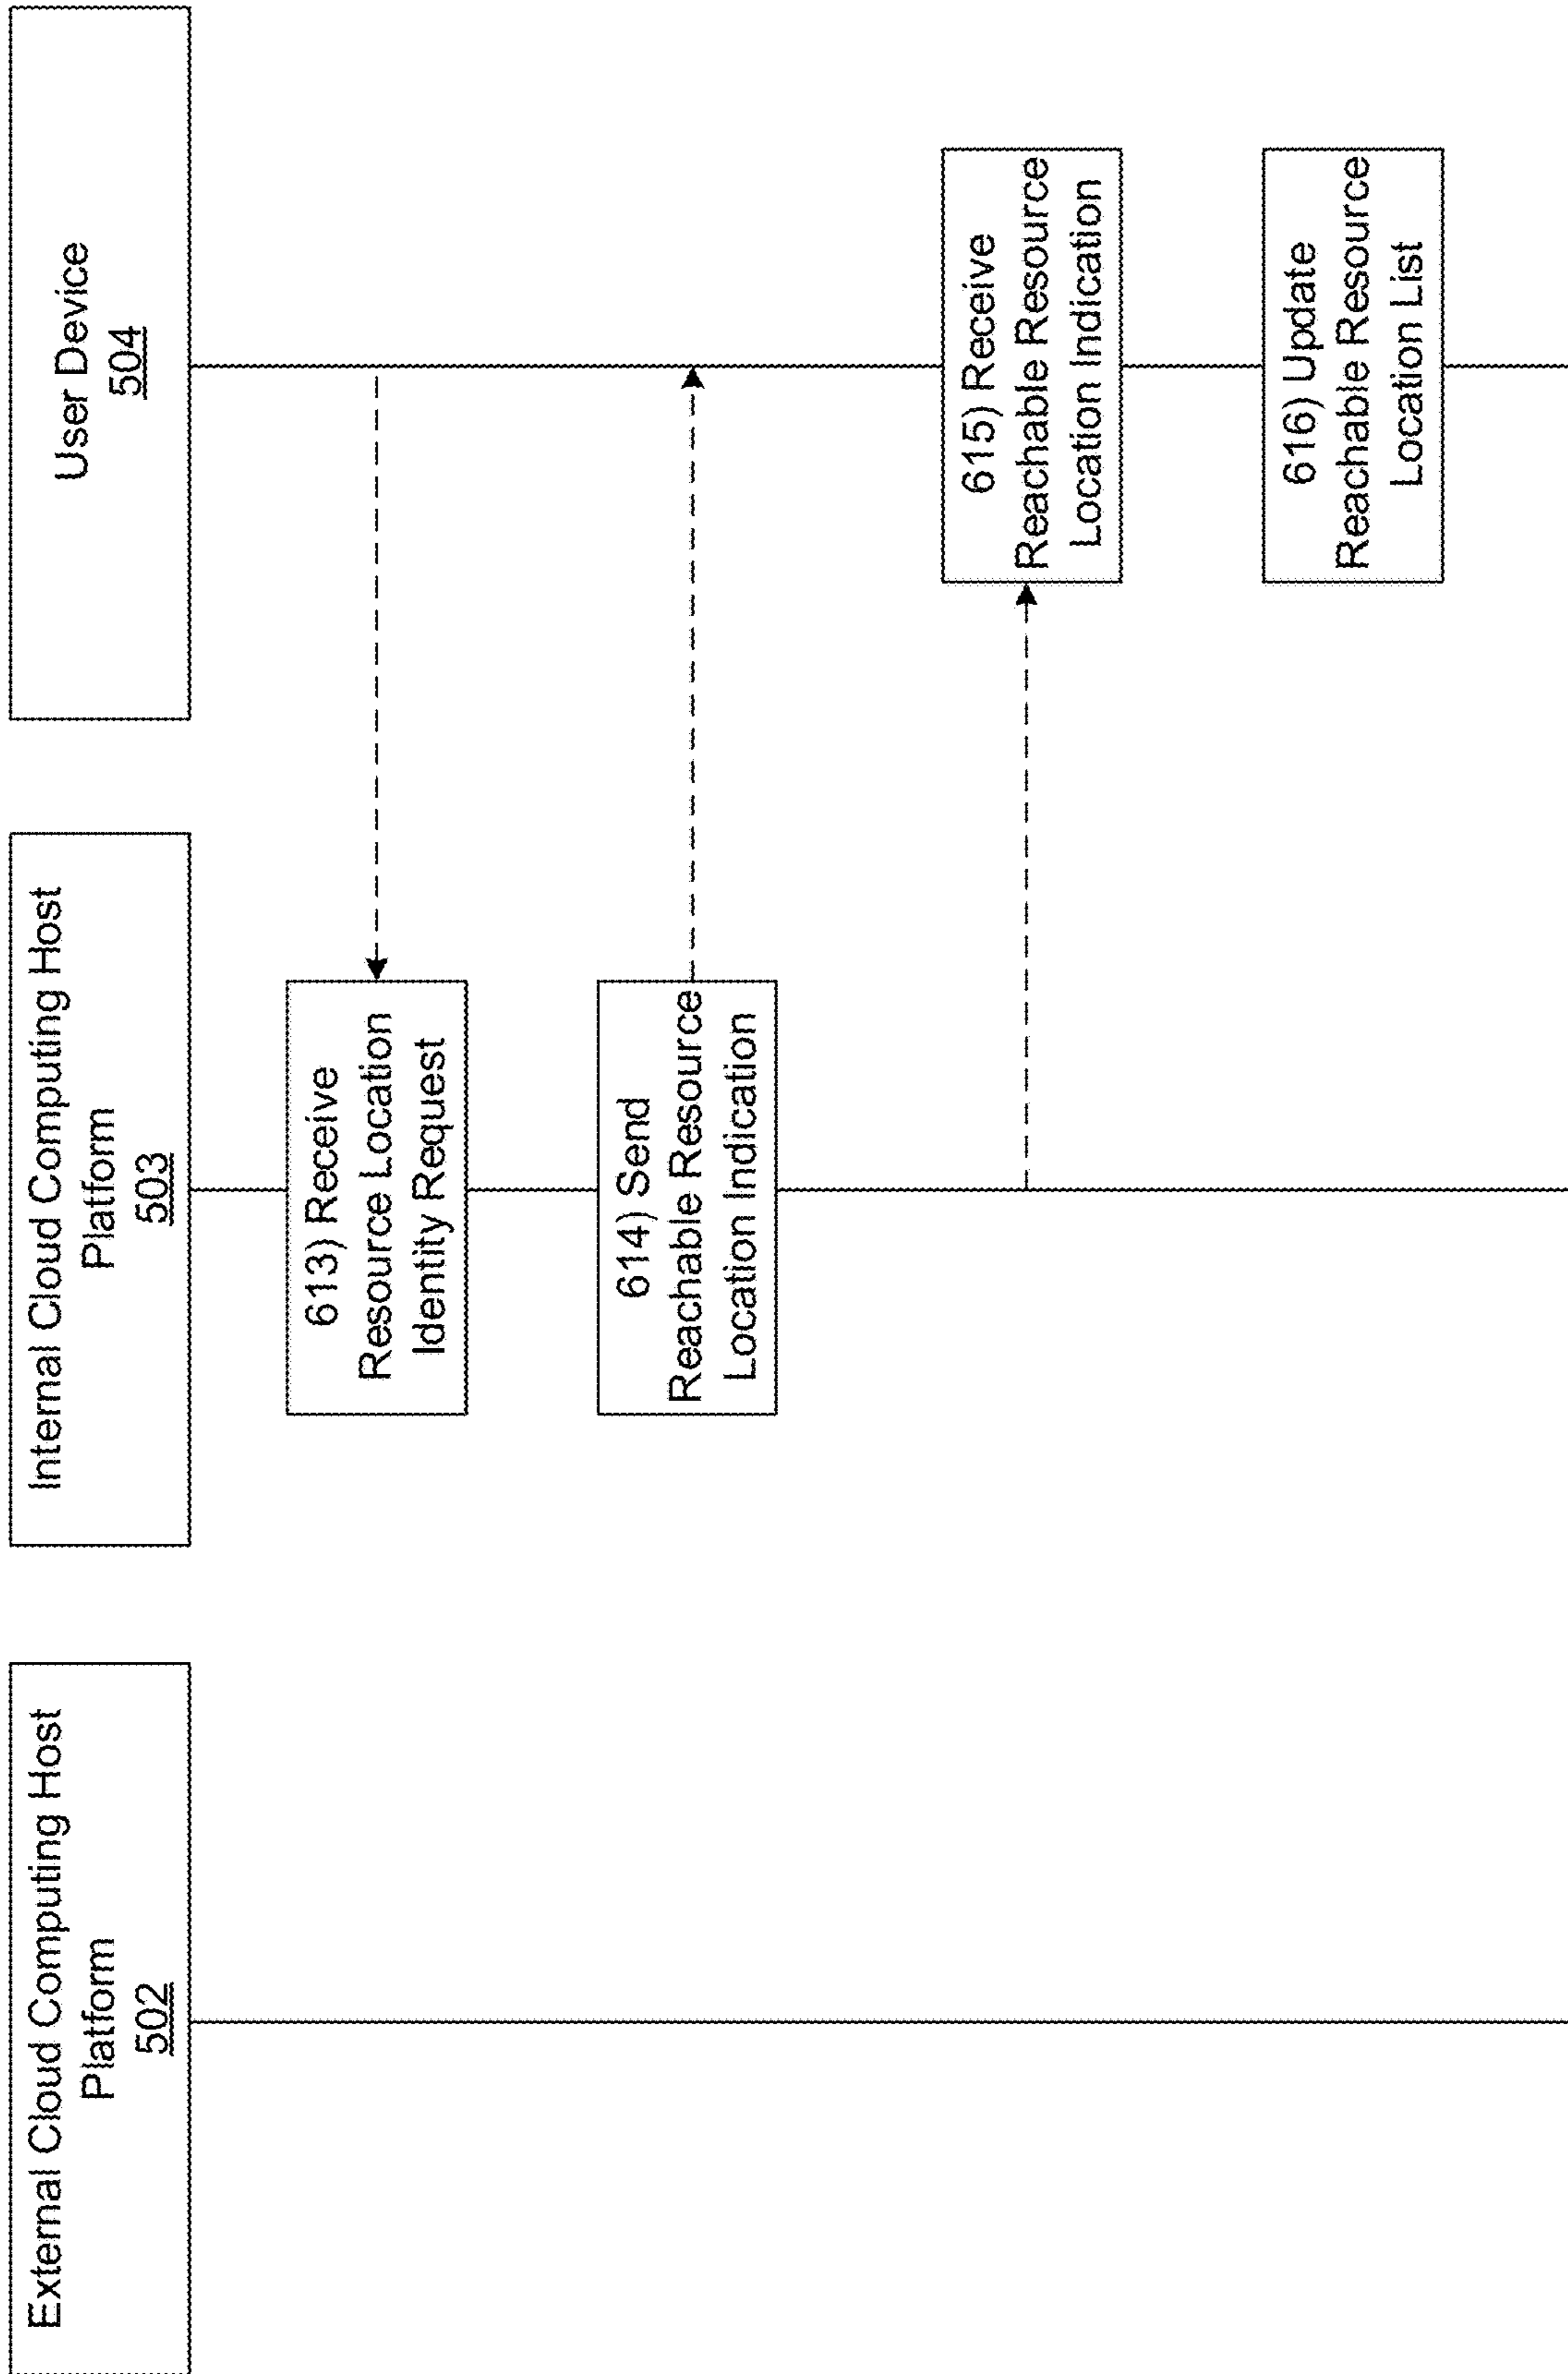 External Cloud Computing Host
Platform
502
Internal Cloud Computing Host
Platform
503
User Device
504
613) Receive
Resource Location
Identity Request
614) Send
Reachable Resource
Location Indication
615) Receive
Reachable Resource
Location Indication
616) Update
Reachable Resource
Location List